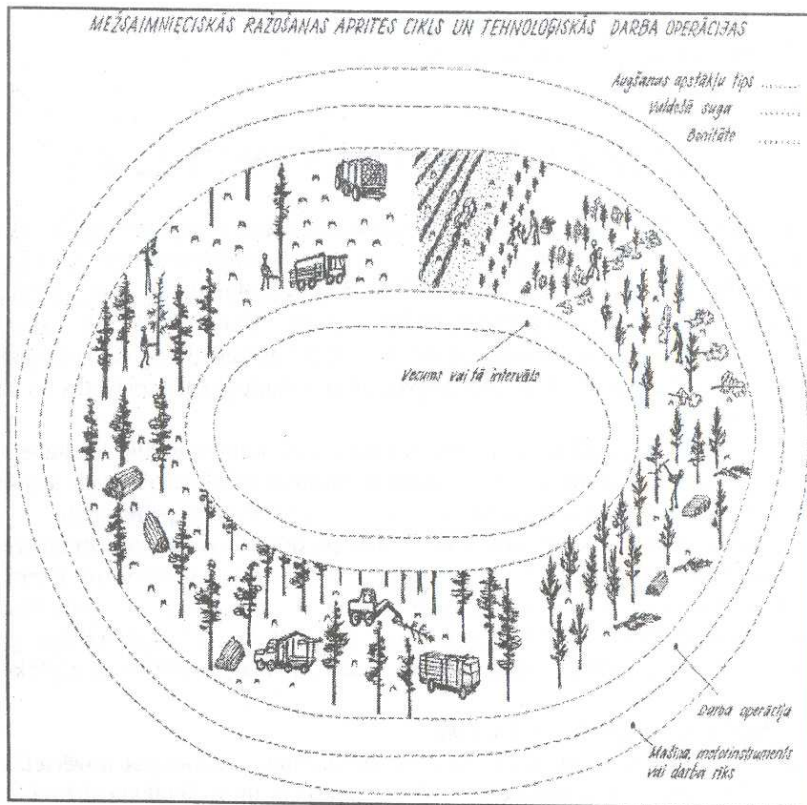 MEŽSAIMNIECISKĀS RAŽOŠANAS APRITES CIKLS UN TEHNOLOĢISKĀS DARBA OPERĀCIJAS
Augšanas apstākļu tips ......
Valdošā suga ......
Bonitāte ......
Vecums vai tā intervāls
Darba operācija
Mašīna, motorinstruments
vai darba rīks